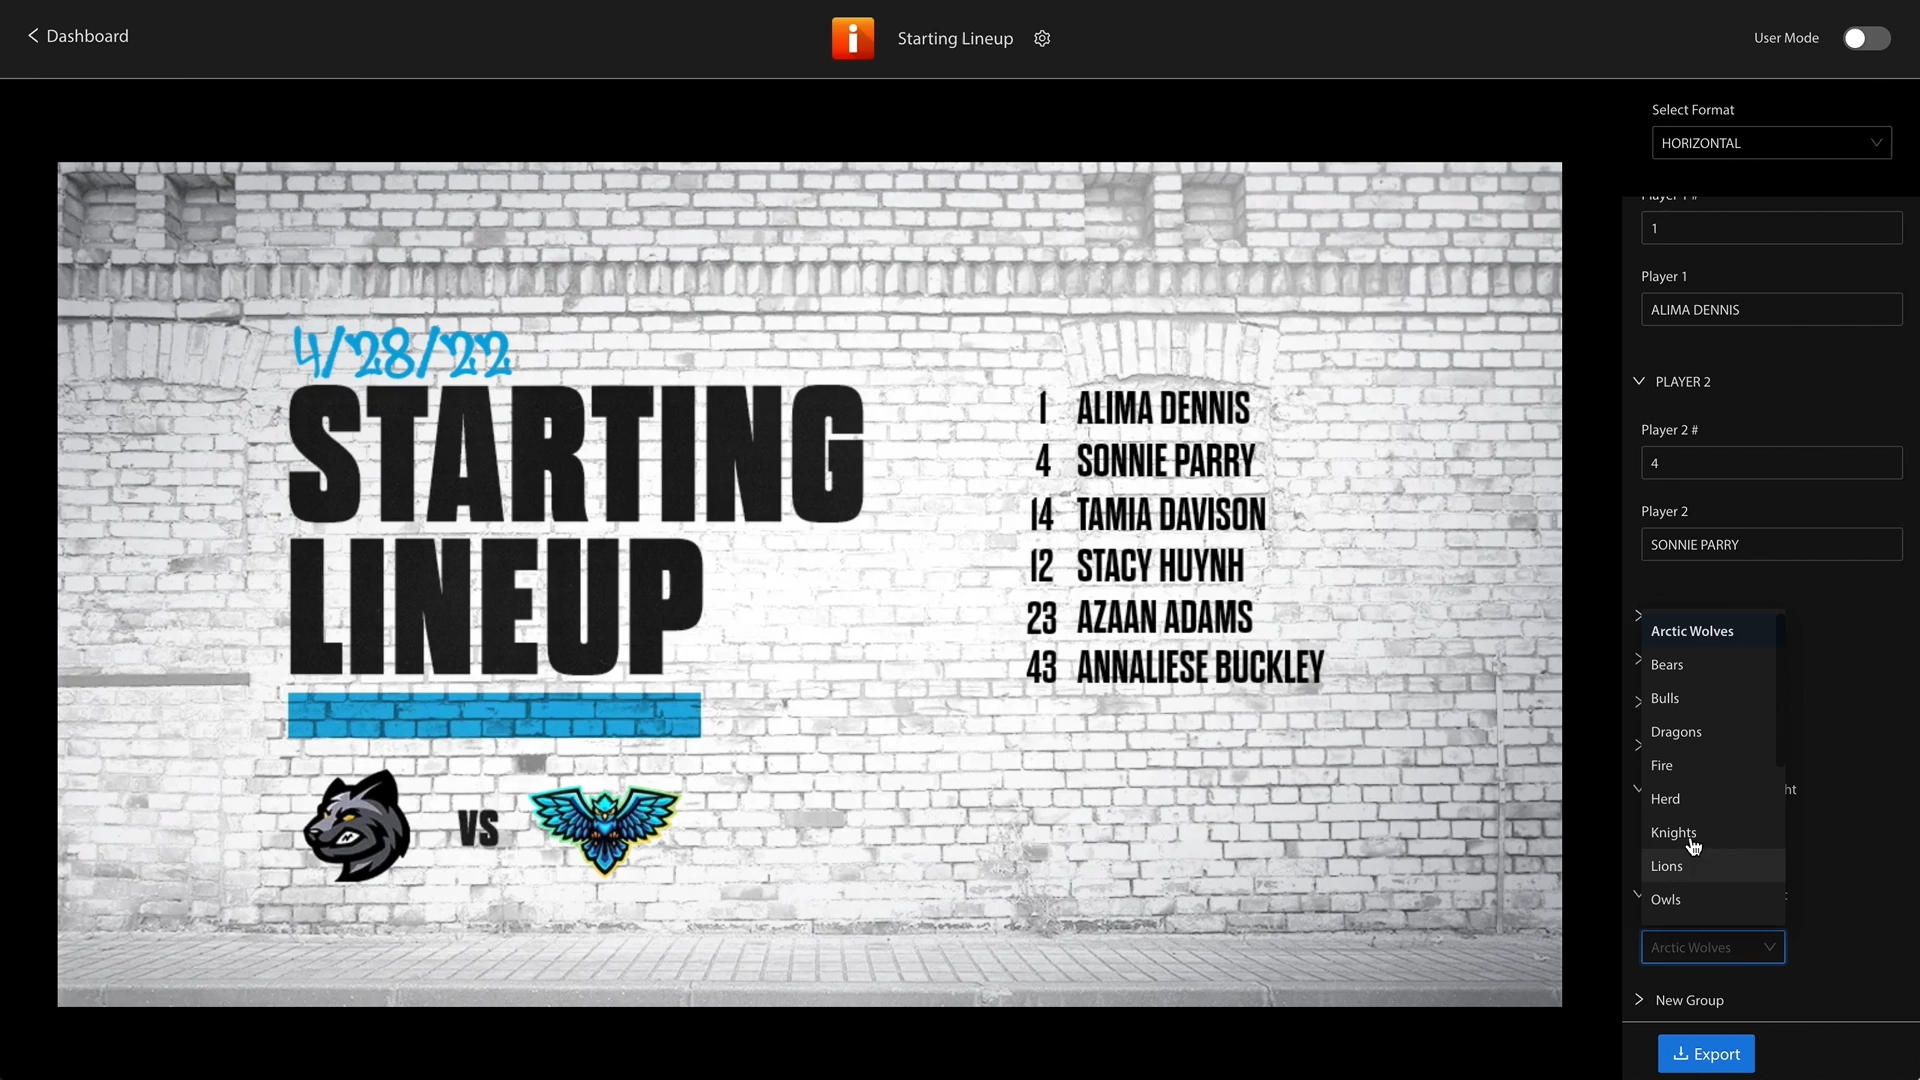 Dashboard
Starting Lineup
User Mode
Select Format
HORIZONTAL
1
Player 1
ALIMA DENNIS
PLAYER 2
Player 2 #
4
Player 2
SONNIE PARRY
Arctic Wolves
Bears
Bulls
Dragons
Fire
Herd
Knights
Lions
Owls
Arctic Wolves
New Group
Export
4/28/22
STARTING
LINEUP
VS
1 ALIMA DENNIS
4 SONNIE PARRY
14 TAMIA DAVISON
12 STACY HUYNH
23 AZAAN ADAMS
43 ANNALIESE BUCKLEY